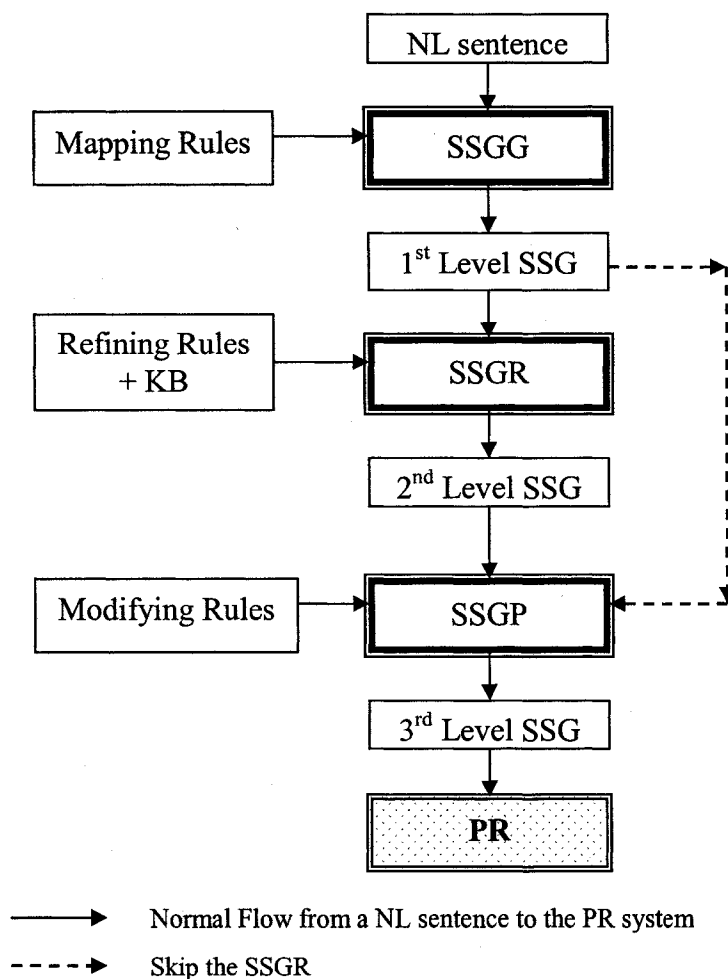 NL sentence
Mapping Rules
SSGG
1st Level SSG
Refining Rules
+ KB
SSGR
2nd Level SSG
Modifying Rules
SSGP
3rd Level SSG
PR
Normal Flow from a NL sentence to the PR system
Skip the SSGR